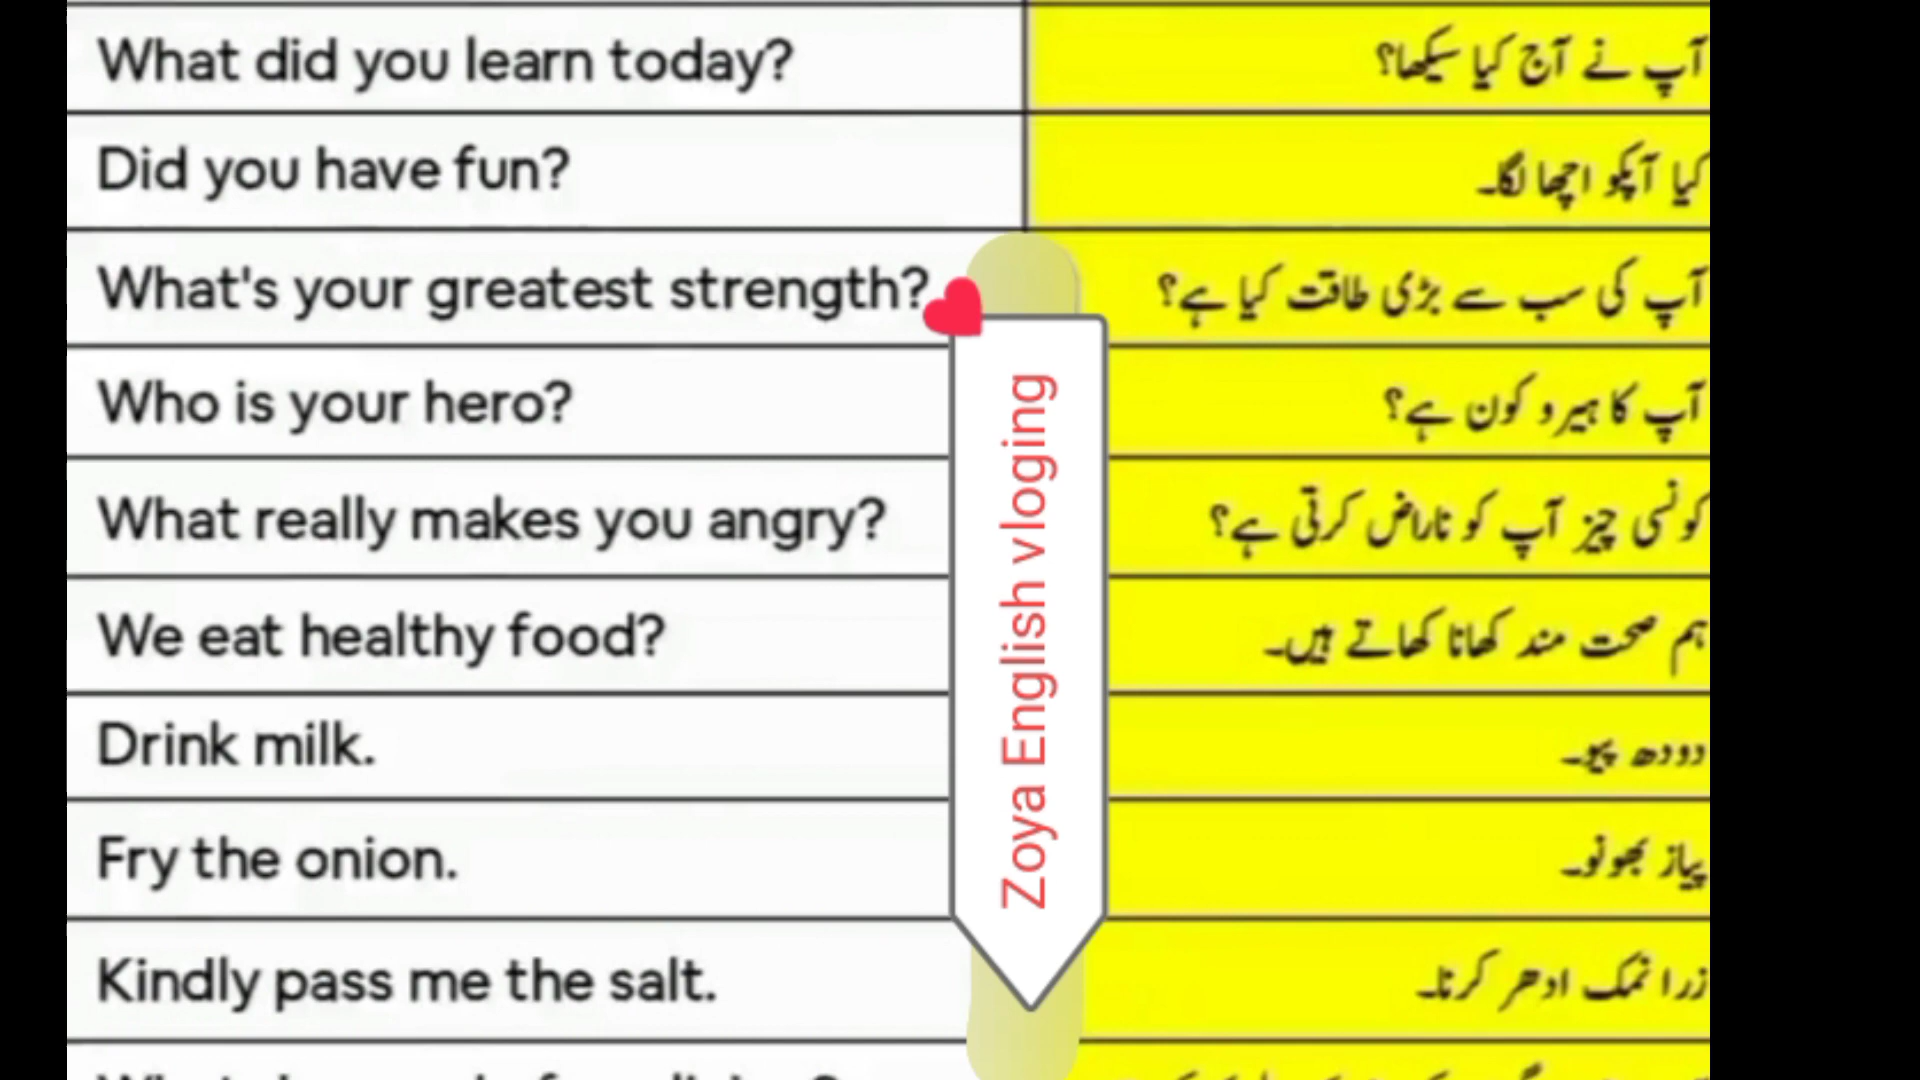 What did you learn today?
آپ نے آج کیا سیکھا؟
Did you have fun?
کیا آپکو اچھا لگا۔
What's your greatest strength?
آپ کی سب سے بڑی طاقت کیا ہے؟
Who is your hero?
آپ کا ہیرو کون ہے؟
What really makes you angry?
کونسی چیز آپ کو ناراض کرتی ہے؟
We eat healthy food?
ہم صحت مند کھانا کھاتے ہیں۔
Drink milk.
دودھ پیو۔
Fry the onion.
پیاز بھونو۔
Kindly pass me the salt.
زرا نمک ادھر کرنا۔
Zoya English vloging